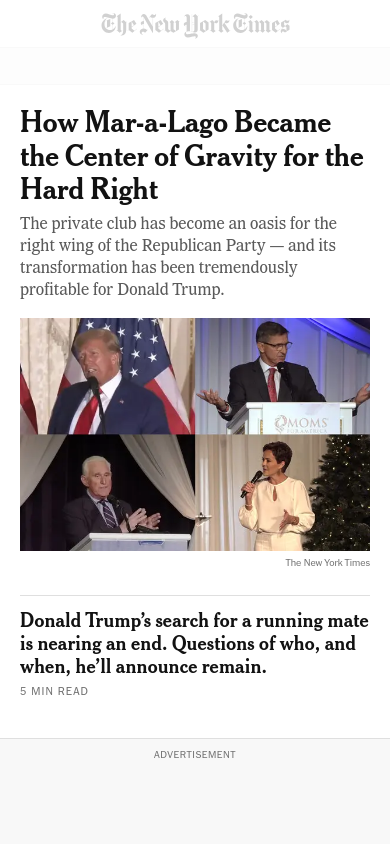 The New York Times
How Mar-a-Lago Became
the Center of Gravity for the
Hard Right
The private club has become an oasis for the
right wing of the Republican Party — and its
transformation has been tremendously
profitable for Donald Trump.
MOMS
FOR AMERICA
The New York Times
Donald Trump’s search for a running mate
is nearing an end. Questions of who, and
when, he’ll announce remain.
5 MIN READ
ADVERTISEMENT